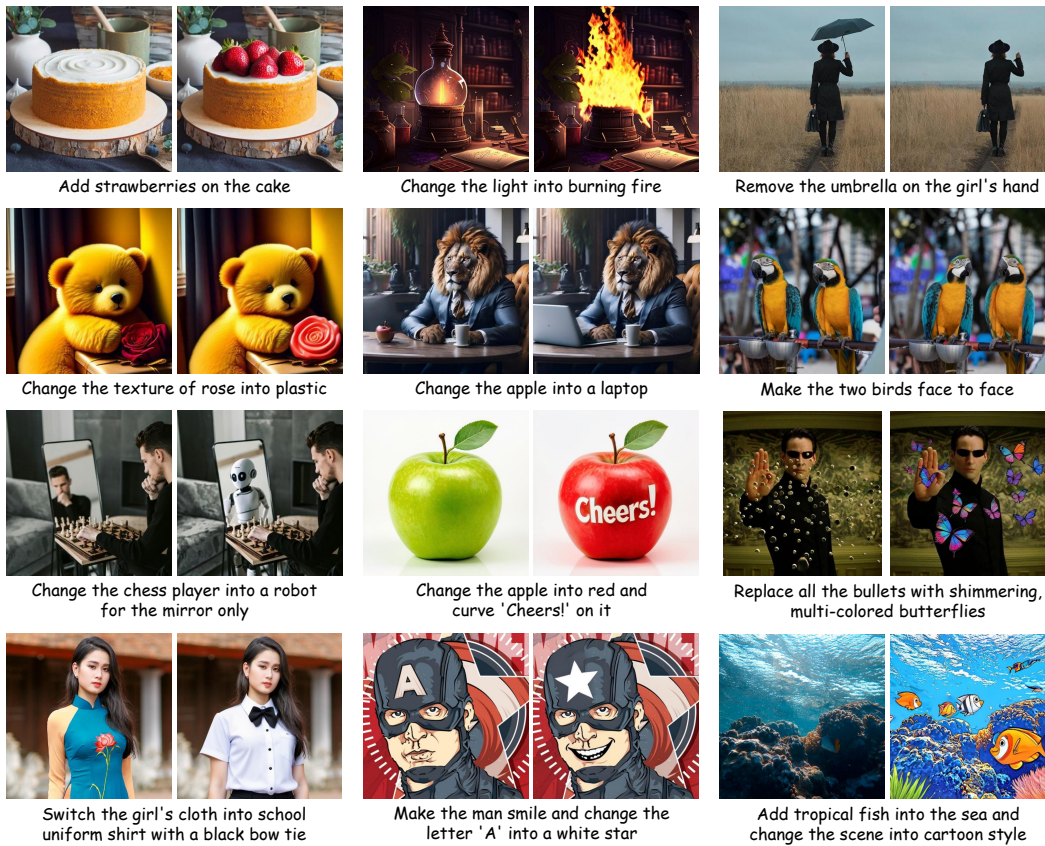 Add strawberries on the cake
Change the light into burning fire
Remove the umbrella on the girl's hand
Change the texture of rose into plastic
Change the apple into a laptop
Make the two birds face to face
Change the chess player into a robot
for the mirror only
Cheers!
Change the apple into red and
curve 'Cheers!' on it
Replace all the bullets with shimmering,
multi-colored butterflies
Switch the girl's cloth into school
uniform shirt with a black bow tie
A
Make the man smile and change the
letter 'A' into a white star
Add tropical fish into the sea and
change the scene into cartoon style